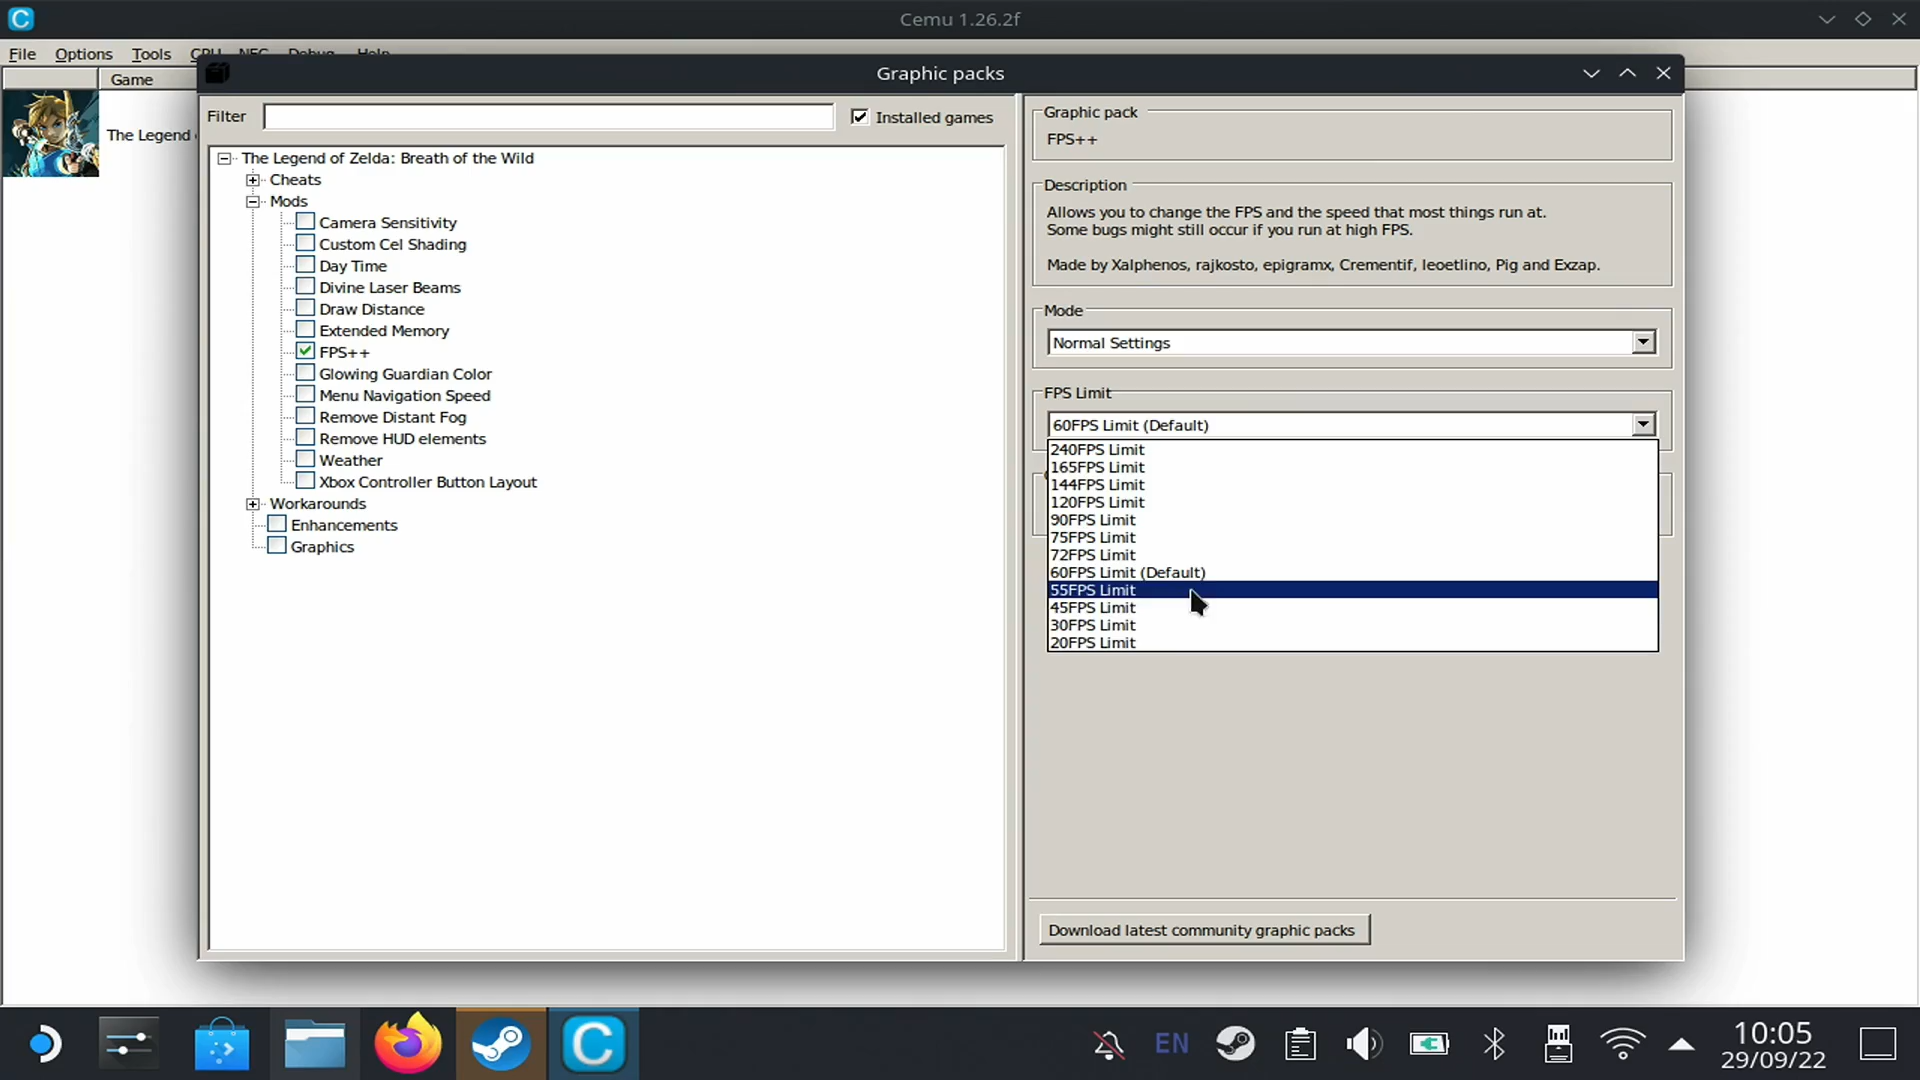 Cemu 1.26.2f
File Options Tools CPU NFC Debug Help
Graphic packs
Game
The Legend
Filter
Installed games
The Legend of Zelda: Breath of the Wild
Cheats
Mods
Camera Sensitivity
Custom Cel Shading
Day Time
Divine Laser Beams
Draw Distance
Extended Memory
FPS++
Glowing Guardian Color
Menu Navigation Speed
Remove Distant Fog
Remove HUD elements
Weather
Xbox Controller Button Layout
Workarounds
Enhancements
Graphics
Graphic pack
FPS++
Description
Allows you to change the FPS and the speed that most things run at.
Some bugs might still occur if you run at high FPS.
Made by Xalphenos, rajkosto, epigramx, Crementif, leoetlino, Pig and Exzap.
Mode
Normal Settings
FPS Limit
60FPS Limit (Default)
240FPS Limit
165FPS Limit
144FPS Limit
120FPS Limit
90FPS Limit
75FPS Limit
72FPS Limit
60FPS Limit (Default)
55FPS Limit
45FPS Limit
30FPS Limit
20FPS Limit
Download latest community graphic packs
EN
10:05
29/09/22